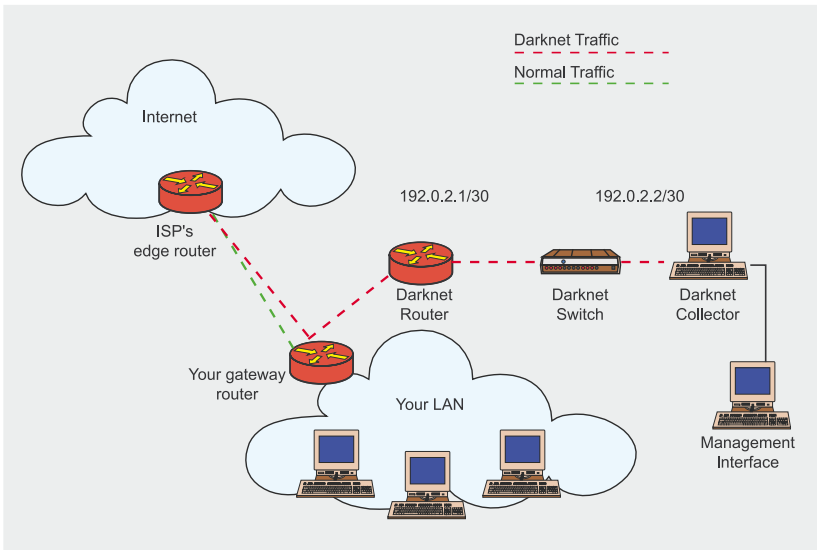 Darknet Traffic
Normal Traffic
Internet
ISP's
edge router
192.0.2.1/30
192.0.2.2/30
Darknet
Router
Darknet
Switch
Darknet
Collector
Your gateway
router
Your LAN
Management
Interface